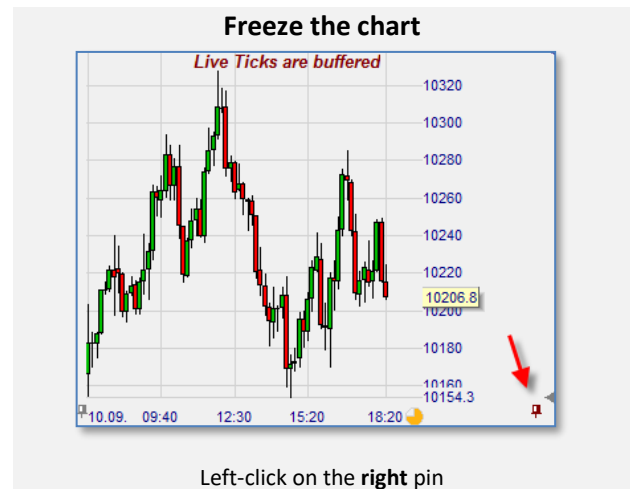 Freeze the chart
Live Ticks are buffered
10320
10300
10280
10260
10240
10220
10206.8
10200
10180
10160
10154.3
10.09. 09:40 12:30 15:20 18:20
Left-click on the right pin